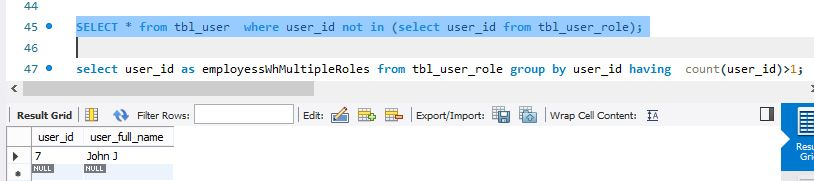 44
45 SELECT * from tbl_user where user_id not in (select user_id from tbl_user_role);
46
47 select user_id as employessWhMultipleRoles from tbl_user_role group by user_id having count(user_id)>1;
Result Grid Filter Rows: Edit: Export/Import: Wrap Cell Content: IA
user_id user_full_name
7 John J
NULL NULL
Resu
Gri